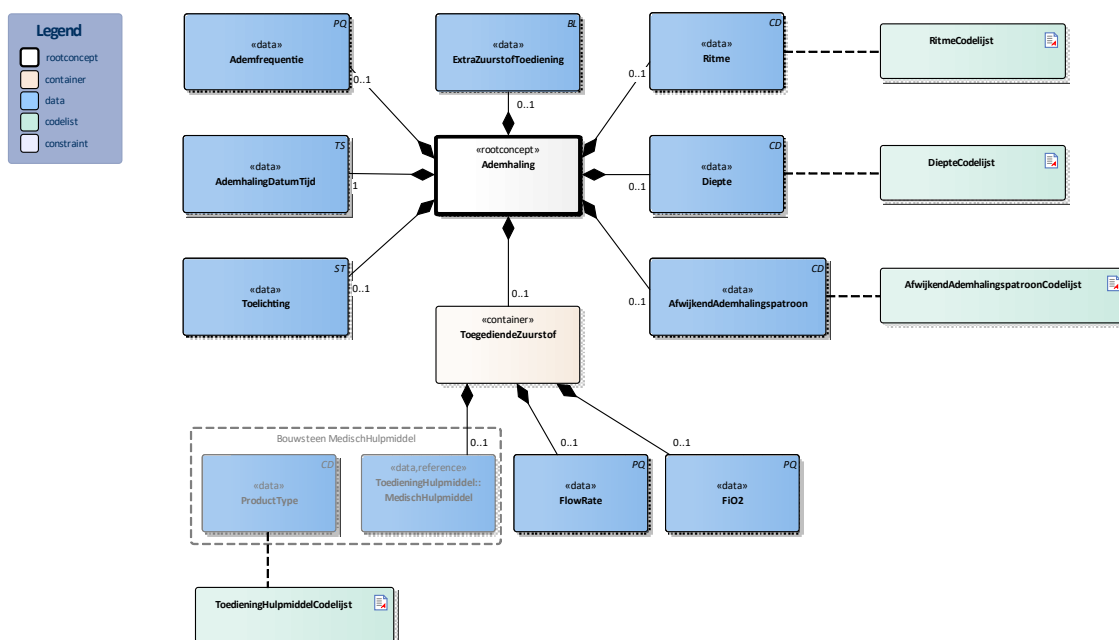 Legend
rootconcept
container
data
codelist
constraint
PQ
«data»
Ademfrequentie
0..1
BL
«data»
ExtraZuurstofToediening
0..1
CD
«data»
Ritme
0..1
RitmeCodelijst
TS
«data»
AdemhalingDatumTijd
1
«rootconcept»
Ademhaling
CD
«data»
Diepte
0..1
DiepteCodelijst
ST
«data»
Toelichting
0..1
0..1
CD
«data»
AfwijkendAdemhalingspatroon
0..1
AfwijkendAdemhalingspatroonCodelijst
«container»
ToegediendeZuurstof
Bouwsteen MedischHulpmiddel
0..1
0..1
0..1
CD
«data»
ProductType
«data,reference»
ToedieningHulpmiddel::
MedischHulpmiddel
PQ
«data»
FlowRate
PQ
«data»
FiO2
ToedieningHulpmiddelCodelijst